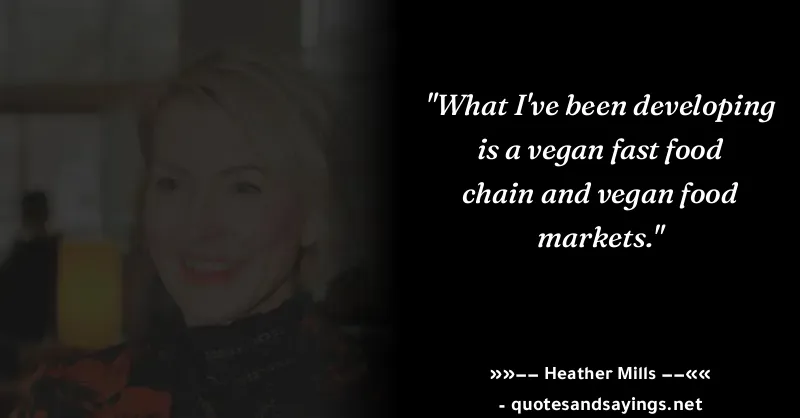 "What I've been developing
is a vegan fast food
chain and vegan food
markets."
»»−− Heather Mills −−««
- quotesandsayings.net